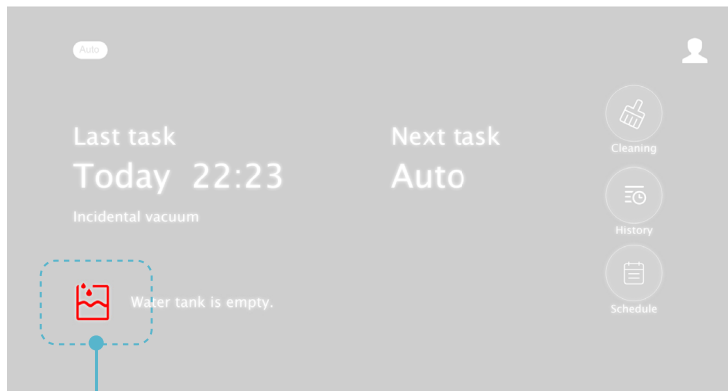 Auto
Last task
Today 22:23
Incidental vacuum
Next task
Auto
Cleaning
History
Schedule
Water tank is empty.